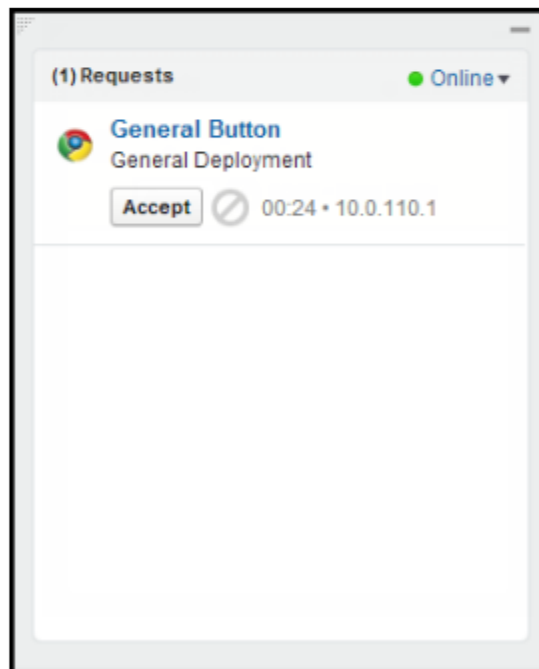 (1) Requests
Online
General Button
General Deployment
Accept
00:24 • 10.0.110.1